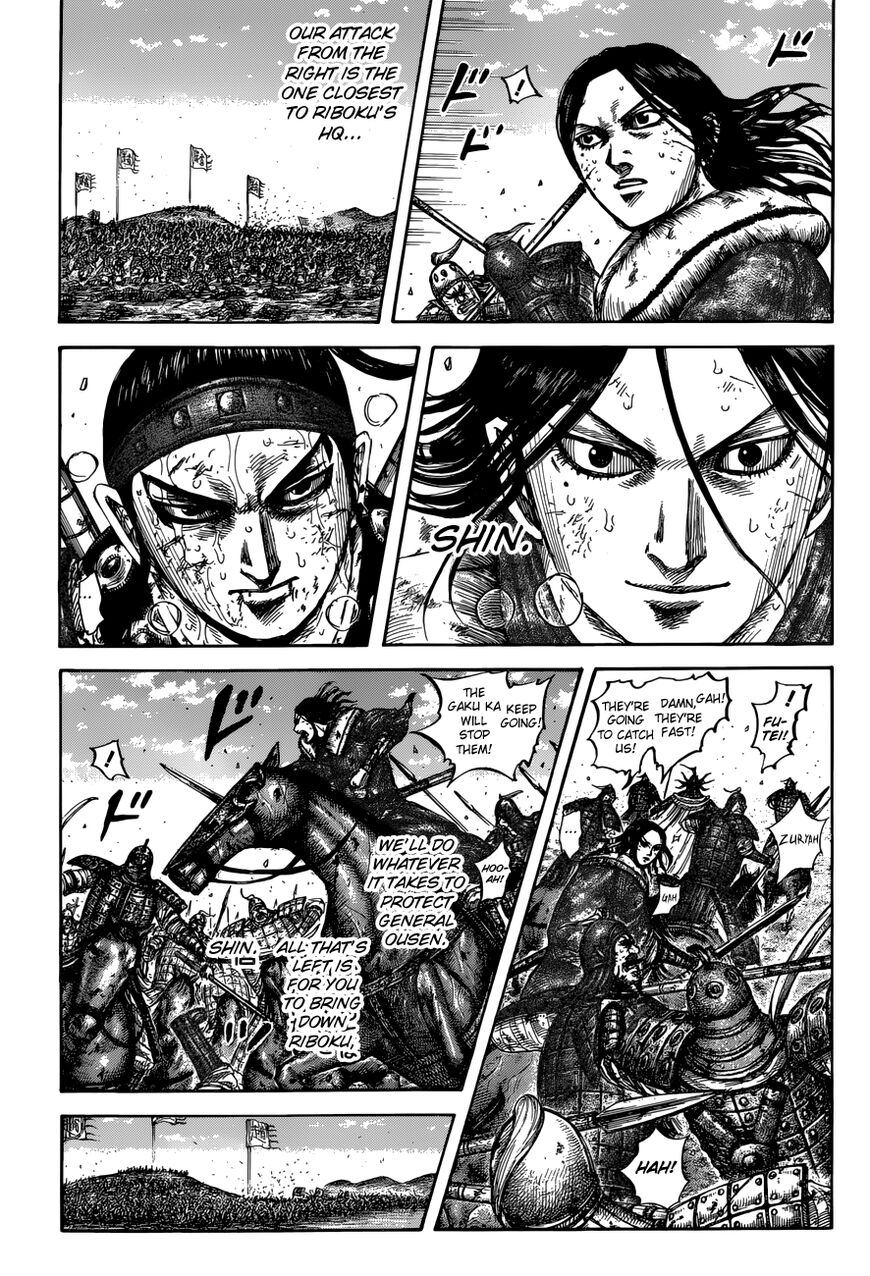 ドド
!
ド
OUR ATTACK
FROM THE
RIGHT IS THE
ONE CLOSEST
TO RIBOKU'S
HQ...
SHIN.
!
FU-
TEI!
GAH!
DAMN,
THEY'RE
FAST!
THEY'RE
GOING
TO CATCH
US!
ZURYAH
...
GAH
HAH!
KEEP
GOING!
THE
GAKU KA
WILL
STOP
THEM!
!
ド
ド
HOO-
AH!
WE'LL DO
WHATEVER
IT TAKES TO
PROTECT
GENERAL
OUSEN.
SHIN,
ALL THAT'S
LEFT IS
FOR YOU
TO BRING
DOWN
RIBOKU,